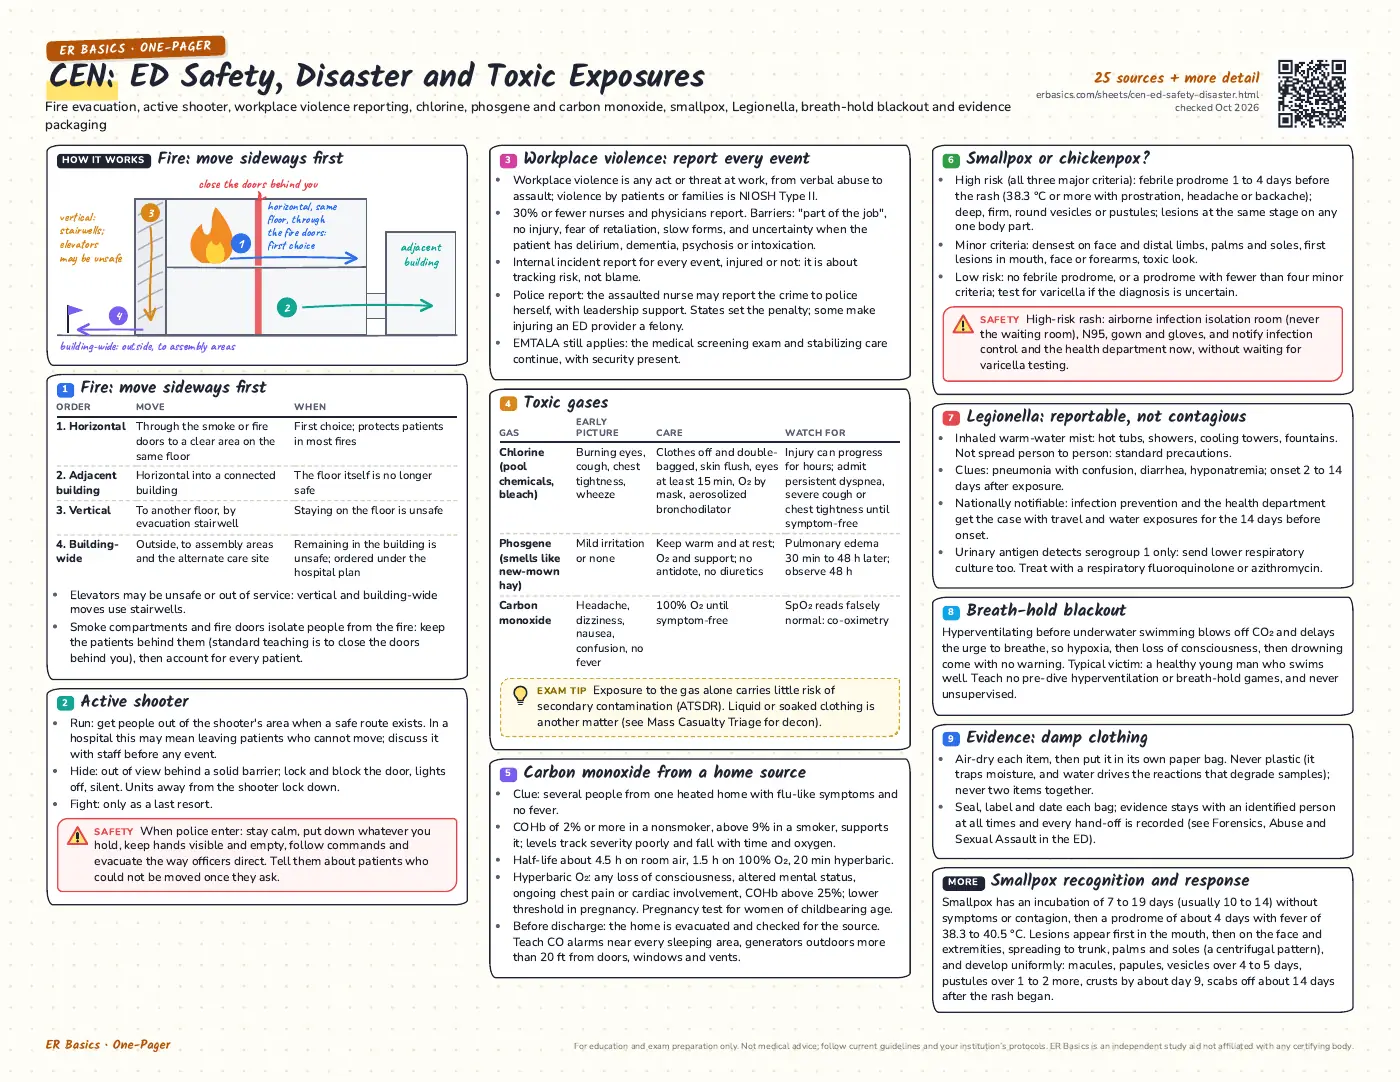 ER BASICS · ONE-PAGER
CEN: ED Safety, Disaster and Toxic Exposures
Fire evacuation, active shooter, workplace violence reporting, chlorine, phosgene and carbon monoxide, smallpox, Legionella, breath-hold blackout and evidence
packaging
25 sources + more detail
erbasics.com/sheets/cen-ed-safety-disaster.html
checked Oct 2026
HOW IT WORKS Fire: move sideways first
close the doors behind you
vertical:
stairwells;
elevators
may be unsafe
3
1
horizontal, same
floor, through
the fire doors:
first choice
adjacent
building
2
4
building-wide: outside, to assembly areas
1 Fire: move sideways first
ORDER MOVE WHEN
1. Horizontal Through the smoke or fire First choice; protects patients
doors to a clear area on the in most fires
same floor
2. Adjacent Horizontal into a connected The floor itself is no longer
building building safe
3. Vertical To another floor, by Staying on the floor is unsafe
evacuation stairwell
4. Building- Outside, to assembly areas Remaining in the building is
wide and the alternate care site unsafe; ordered under the
hospital plan
• Elevators may be unsafe or out of service: vertical and building-wide
moves use stairwells.
• Smoke compartments and fire doors isolate people from the fire: keep
the patients behind them (standard teaching is to close the doors
behind you), then account for every patient.
2 Active shooter
• Run: get people out of the shooter's area when a safe route exists. In a
hospital this may mean leaving patients who cannot move; discuss it
with staff before any event.
• Hide: out of view behind a solid barrier; lock and block the door, lights
off, silent. Units away from the shooter lock down.
• Fight: only as a last resort.
SAFETY When police enter: stay calm, put down whatever you
hold, keep hands visible and empty, follow commands and
evacuate the way officers direct. Tell them about patients who
could not be moved once they ask.
3 Workplace violence: report every event
• Workplace violence is any act or threat at work, from verbal abuse to
assault; violence by patients or families is NIOSH Type II.
• 30% or fewer nurses and physicians report. Barriers: "part of the job",
no injury, fear of retaliation, slow forms, and uncertainty when the
patient has delirium, dementia, psychosis or intoxication.
• Internal incident report for every event, injured or not: it is about
tracking risk, not blame.
• Police report: the assaulted nurse may report the crime to police
herself, with leadership support. States set the penalty; some make
injuring an ED provider a felony.
• EMTALA still applies: the medical screening exam and stabilizing care
continue, with security present.
4 Toxic gases
GAS EARLY PICTURE CARE WATCH FOR
Chlorine Burning eyes, Clothes off and double- Injury can progress
(pool cough, chest bagged, skin flush, eyes for hours; admit
chemicals, tightness, at least 15 min, O₂ by persistent dyspnea,
bleach) wheeze mask, aerosolized severe cough or
bronchodilator chest tightness until
symptom-free
Phosgene Mild irritation Keep warm and at rest; Pulmonary edema
(smells like or none O₂ and support; no 30 min to 48 h later;
new-mown antidote, no diuretics observe 48 h
hay)
Carbon Headache, 100% O₂ until SpO₂ reads falsely
monoxide dizziness, symptom-free normal: co-oximetry
nausea,
confusion, no
fever
EXAM TIP Exposure to the gas alone carries little risk of
secondary contamination (ATSDR). Liquid or soaked clothing is
another matter (see Mass Casualty Triage for decon).
5 Carbon monoxide from a home source
• Clue: several people from one heated home with flu-like symptoms and
no fever.
• COHb of 2% or more in a nonsmoker, above 9% in a smoker, supports
it; levels track severity poorly and fall with time and oxygen.
• Half-life about 4.5 h on room air, 1.5 h on 100% O₂, 20 min hyperbaric.
• Hyperbaric O₂: any loss of consciousness, altered mental status,
ongoing chest pain or cardiac involvement, COHb above 25%; lower
threshold in pregnancy. Pregnancy test for women of childbearing age.
• Before discharge: the home is evacuated and checked for the source.
Teach CO alarms near every sleeping area, generators outdoors more
than 20 ft from doors, windows and vents.
6 Smallpox or chickenpox?
• High risk (all three major criteria): febrile prodrome 1 to 4 days before
the rash (38.3 °C or more with prostration, headache or backache);
deep, firm, round vesicles or pustules; lesions at the same stage on any
one body part.
• Minor criteria: densest on face and distal limbs, palms and soles, first
lesions in mouth, face or forearms, toxic look.
• Low risk: no febrile prodrome, or a prodrome with fewer than four minor
criteria; test for varicella if the diagnosis is uncertain.
SAFETY High-risk rash: airborne infection isolation room (never
the waiting room), N95, gown and gloves, and notify infection
control and the health department now, without waiting for
varicella testing.
7 Legionella: reportable, not contagious
• Inhaled warm-water mist: hot tubs, showers, cooling towers, fountains.
Not spread person to person: standard precautions.
• Clues: pneumonia with confusion, diarrhea, hyponatremia; onset 2 to 14
days after exposure.
• Nationally notifiable: infection prevention and the health department
get the case with travel and water exposures for the 14 days before
onset.
• Urinary antigen detects serogroup 1 only: send lower respiratory
culture too. Treat with a respiratory fluoroquinolone or azithromycin.
8 Breath-hold blackout
Hyperventilating before underwater swimming blows off CO₂ and delays
the urge to breathe, so hypoxia, then loss of consciousness, then drowning
come with no warning. Typical victim: a healthy young man who swims
well. Teach no pre-dive hyperventilation or breath-hold games, and never
unsupervised.
9 Evidence: damp clothing
• Air-dry each item, then put it in its own paper bag. Never plastic (it
traps moisture, and water drives the reactions that degrade samples);
never two items together.
• Seal, label and date each bag; evidence stays with an identified person
at all times and every hand-off is recorded (see Forensics, Abuse and
Sexual Assault in the ED).
MORE Smallpox recognition and response
Smallpox has an incubation of 7 to 19 days (usually 10 to 14) without
symptoms or contagion, then a prodrome of about 4 days with fever of
38.3 to 40.5 °C. Lesions appear first in the mouth, then on the face and
extremities, spreading to trunk, palms and soles (a centrifugal pattern),
and develop uniformly: macules, papules, vesicles over 4 to 5 days,
pustules over 1 to 2 more, crusts by about day 9, scabs off about 14 days
after the rash began.
ER Basics · One-Pager
For education and exam preparation only. Not medical advice; follow current guidelines and your institution's protocols. ER Basics is an independent study aid not affiliated with any certifying body.